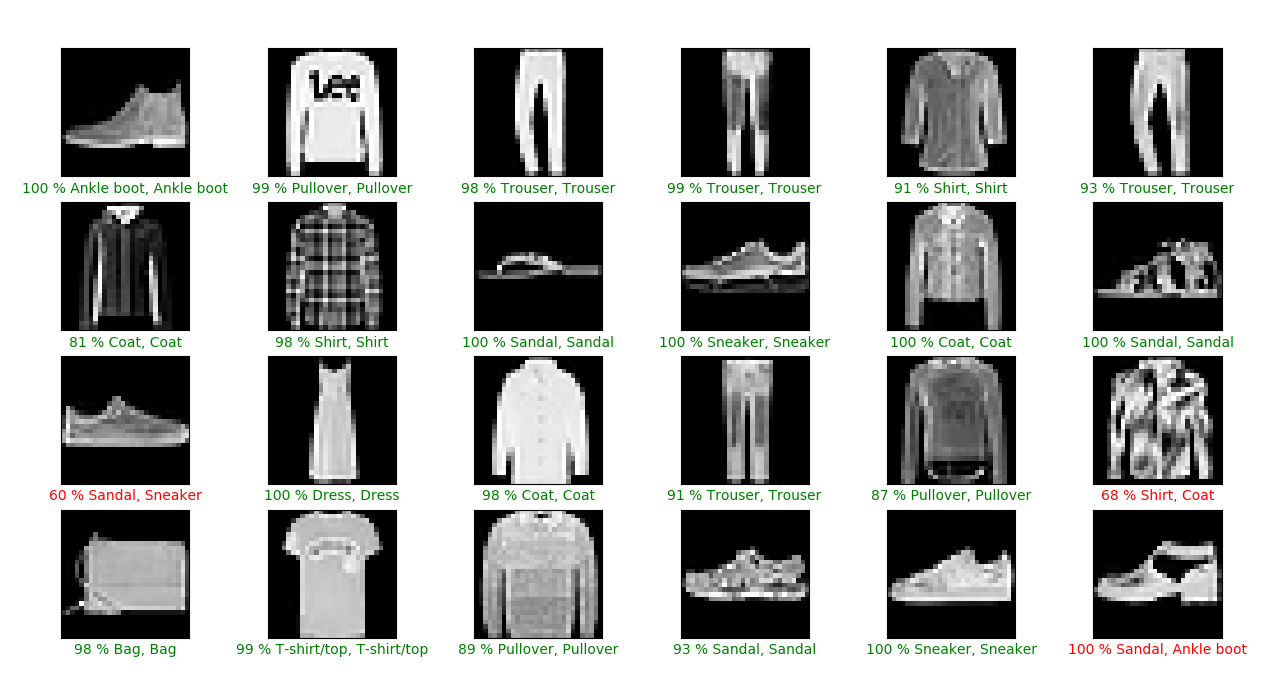 Lee
100 % Ankle boot, Ankle boot
99 % Pullover, Pullover
98 % Trouser, Trouser
99 % Trouser, Trouser
91 % Shirt, Shirt
93 % Trouser, Trouser
81 % Coat, Coat
98 % Shirt, Shirt
100 % Sandal, Sandal
100 % Sneaker, Sneaker
100 % Coat, Coat
100 % Sandal, Sandal
60 % Sandal, Sneaker
100 % Dress, Dress
98 % Coat, Coat
91 % Trouser, Trouser
87 % Pullover, Pullover
68 % Shirt, Coat
98 % Bag, Bag
99 % T-shirt/top, T-shirt/top
89 % Pullover, Pullover
93 % Sandal, Sandal
100 % Sneaker, Sneaker
100 % Sandal, Ankle boot